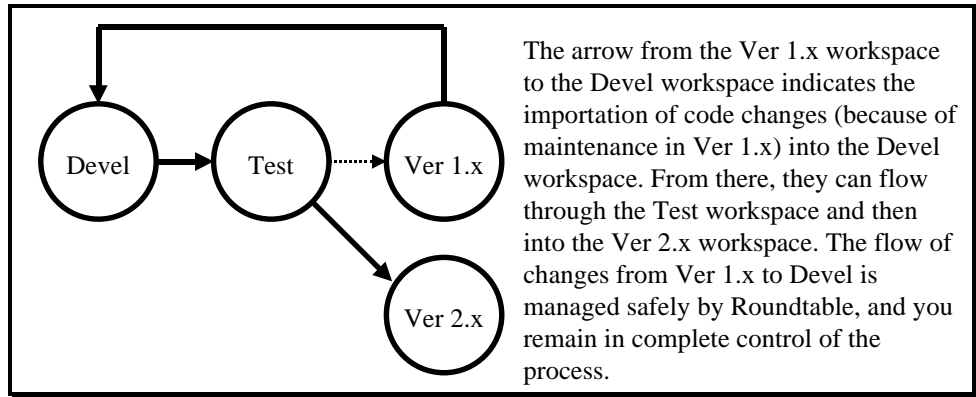 Devel
Test
Ver 1.x
Ver 2.x
The arrow from the Ver 1.x workspace
to the Devel workspace indicates the
importation of code changes (because of
maintenance in Ver 1.x) into the Devel
workspace. From there, they can flow
through the Test workspace and then
into the Ver 2.x workspace. The flow of
changes from Ver 1.x to Devel is
managed safely by Roundtable, and you
remain in complete control of the
process.